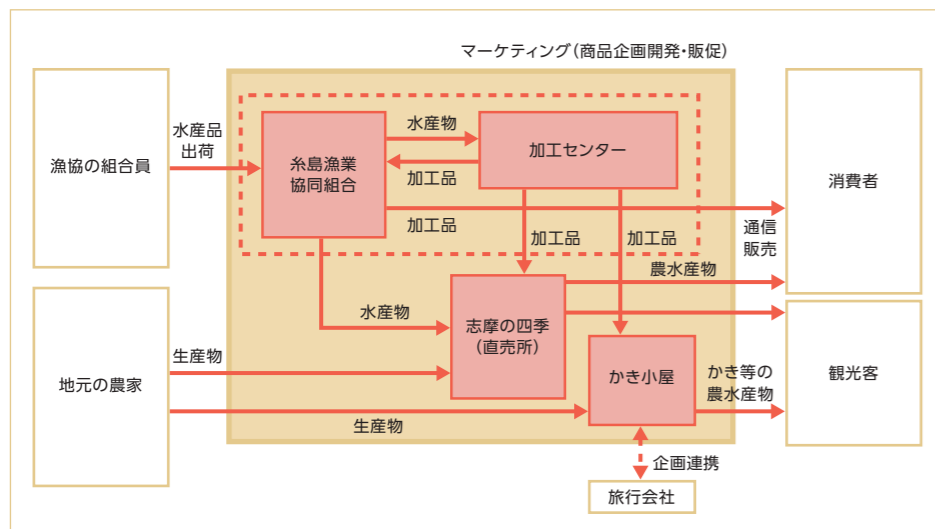 マーケティング(商品企画開発・販促)
漁協の組合員
水産品
出荷
糸島漁業
協同組合
水産物
加工品
加工センター
加工品
加工品
加工品
通信
販売
消費者
水産物
志摩の四季
(直売所)
農水産物
地元の農家
生産物
生産物
かき小屋
かき等の
農水産物
観光客
企画連携
旅行会社